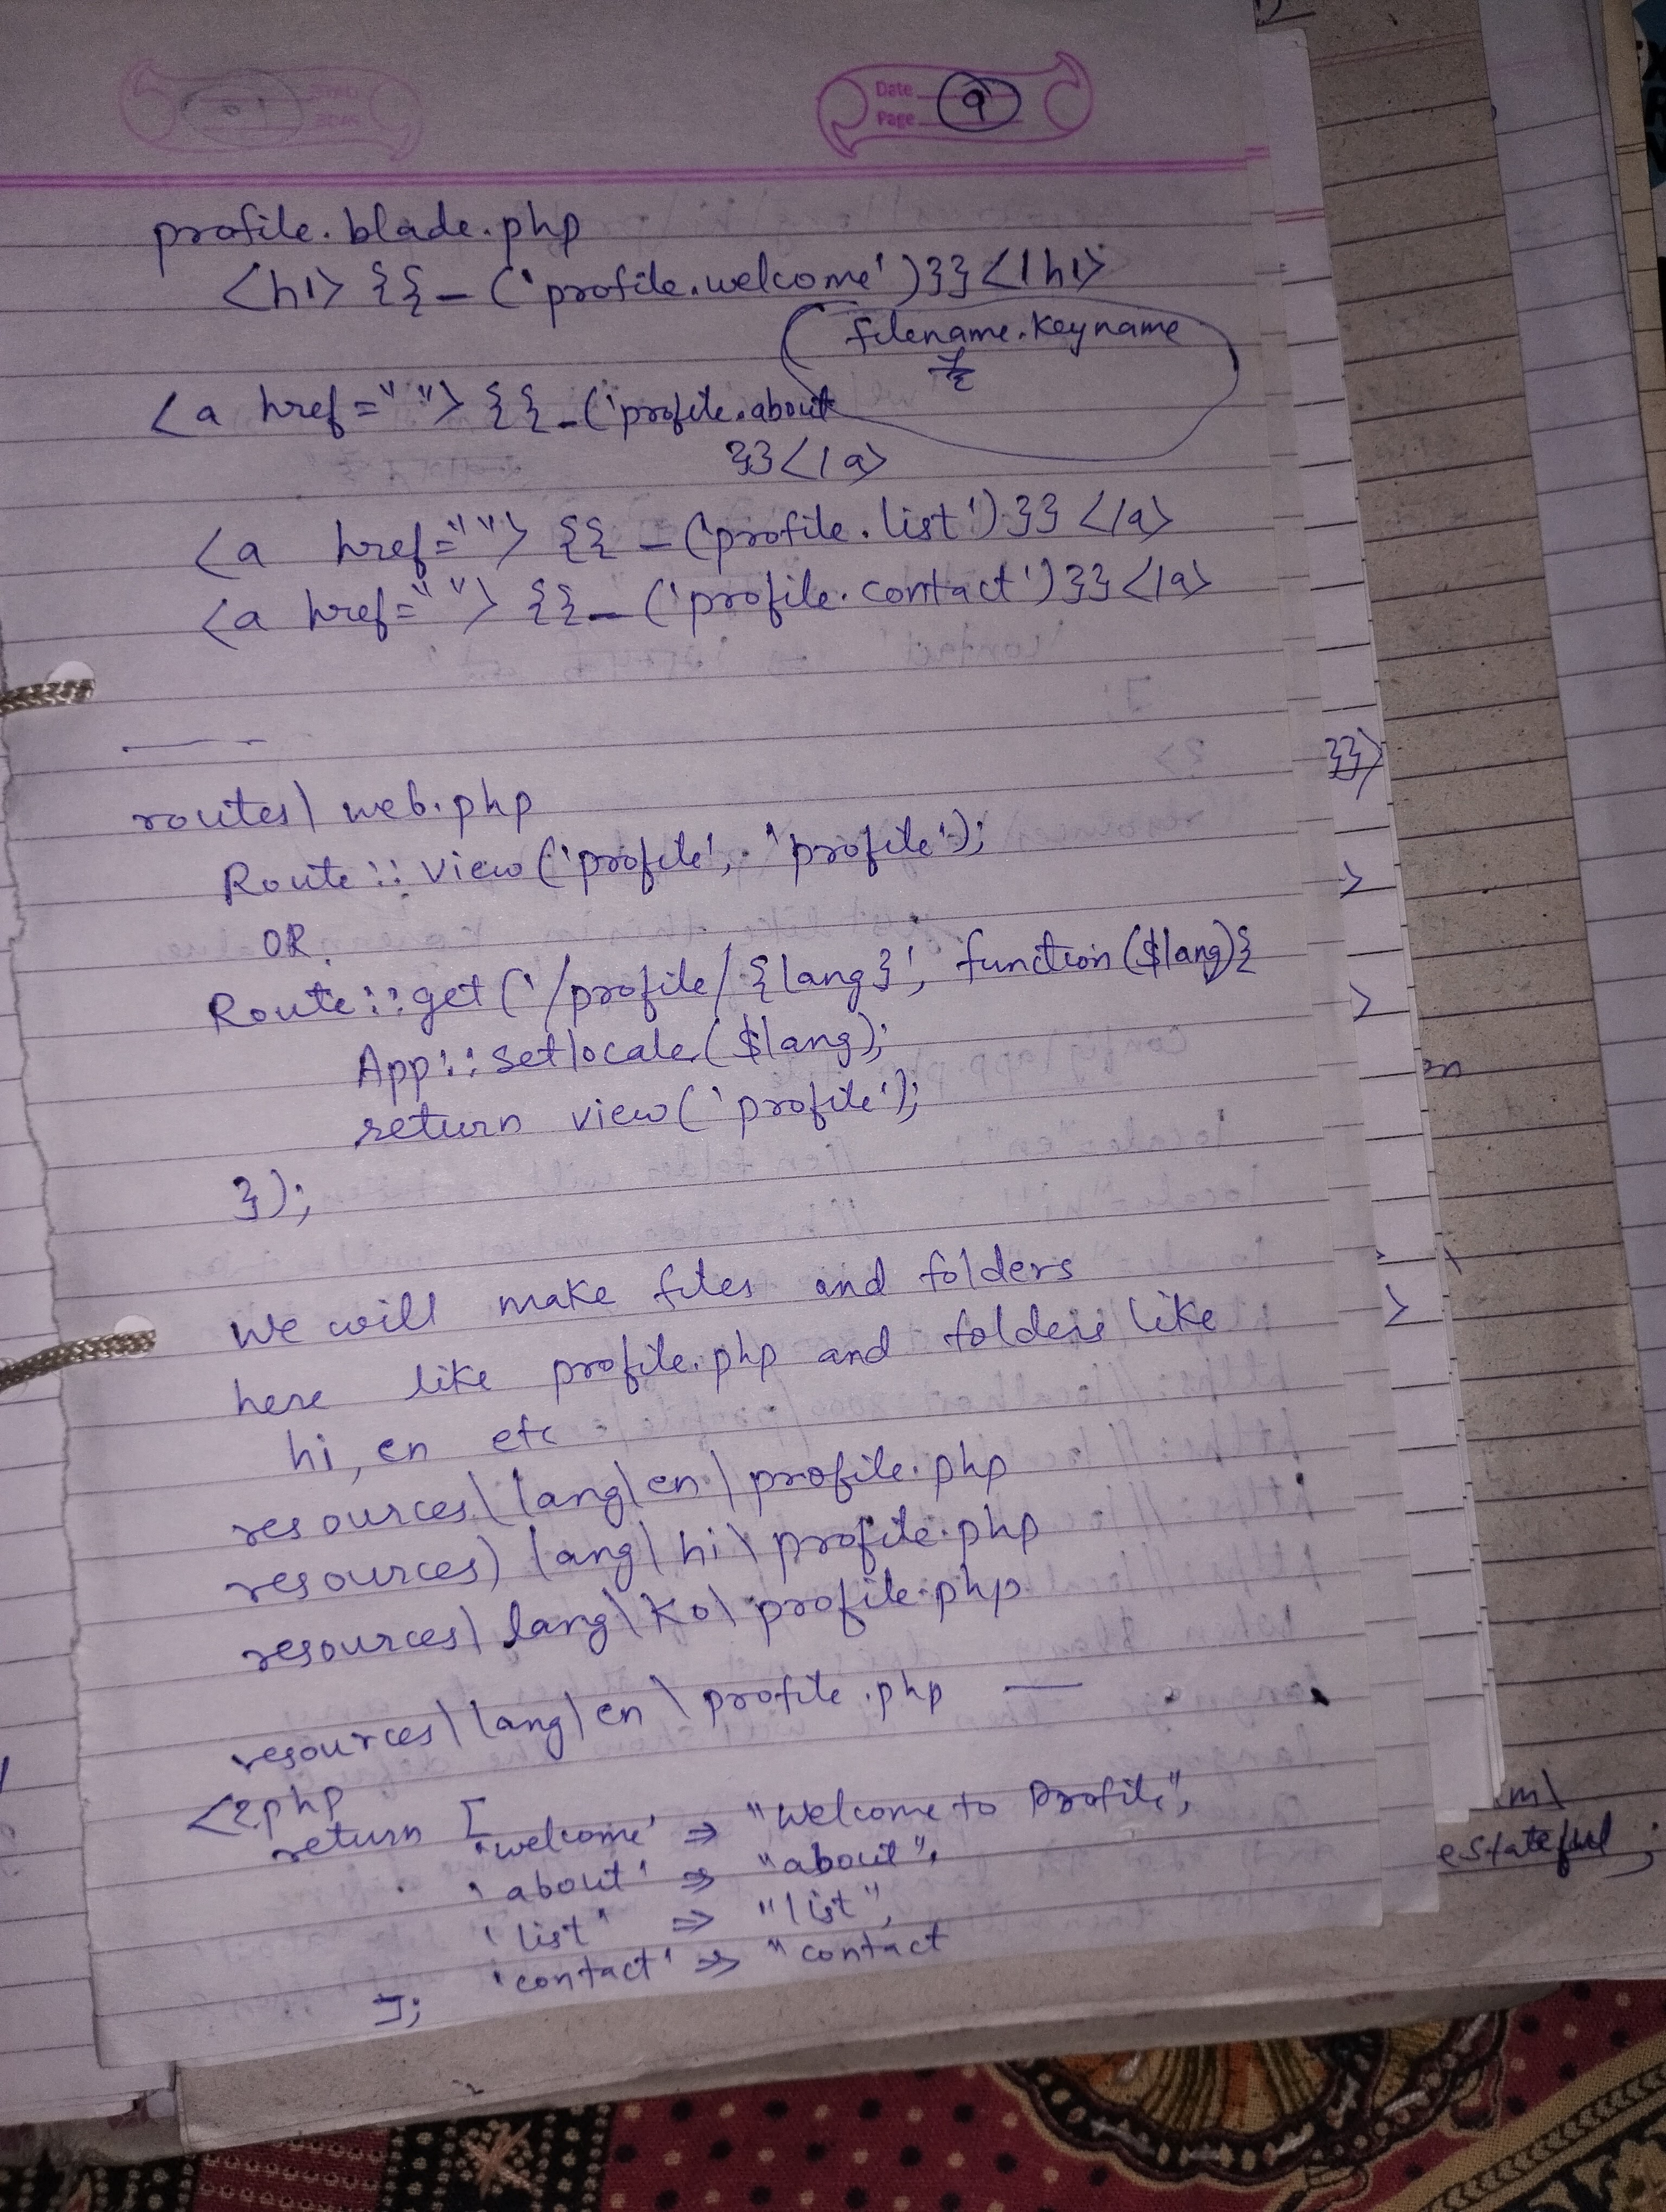 Date
Page 9
profile.blade.php
<h1> {{_('profile.welcome')}}</h1>
filename.keyname
है
<a href=" "> {{_('profile.about
}}</a>
<a href=""> {{_('profile.list')}}</a>
<a href=" "> {{_('profile.contact')}}</a>
}}>
routes\web.php
Route::view('profile', 'profile');
OR
Route::get('/profile/{lang}', function($lang){
App::setlocale($lang);
return view('profile');
});
We will make files and folders
here like profile.php and folders like
hi, en etc
resources\lang\en\profile.php
resources\lang\hi\profile.php
resources\lang\ko\profile.php
resources\lang\en\profile.php —
<?php
return [
'welcome' => "Welcome to Profile",
'about' => "about",
'list' => "list",
'contact' => "contact
];
estateful;